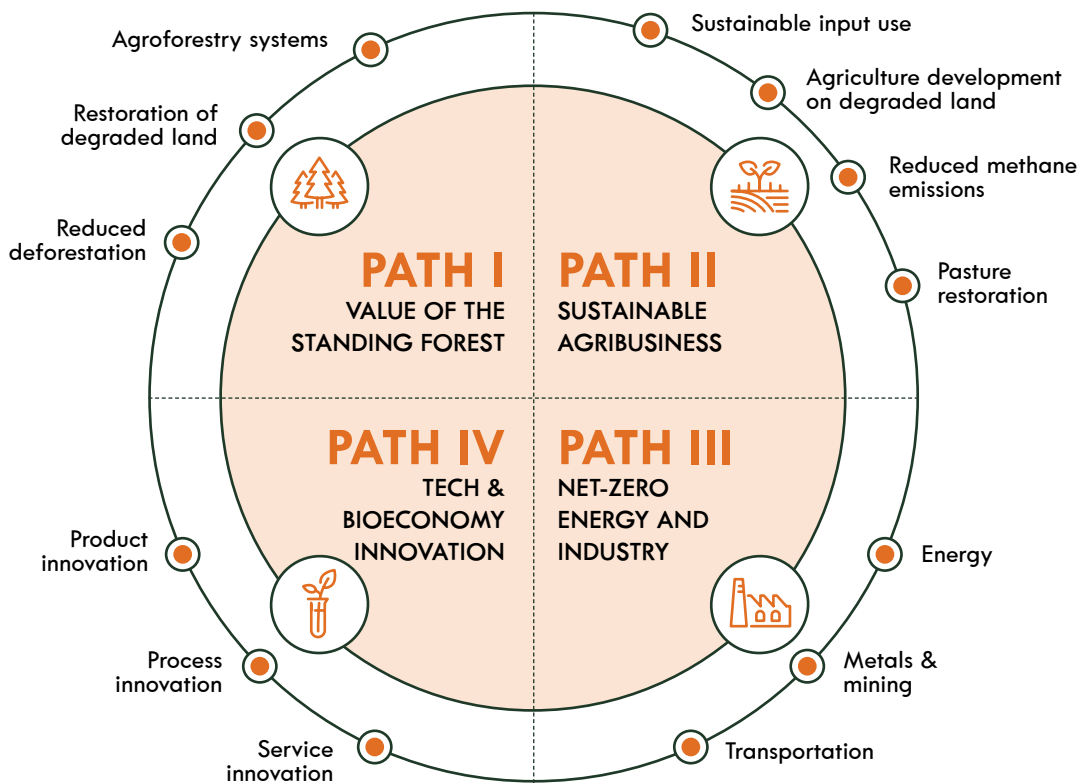 Agroforestry systems
Restoration of
degraded land
Reduced
deforestation
Sustainable input use
Agriculture development
on degraded land
Reduced methane
emissions
Pasture
restoration
PATH I
VALUE OF THE
STANDING FOREST
PATH II
SUSTAINABLE
AGRIBUSINESS
PATH IV
TECH &
BIOECONOMY
INNOVATION
PATH III
NET-ZERO
ENERGY AND
INDUSTRY
Product
innovation
Process
innovation
Service
innovation
Energy
Metals &
mining
Transportation